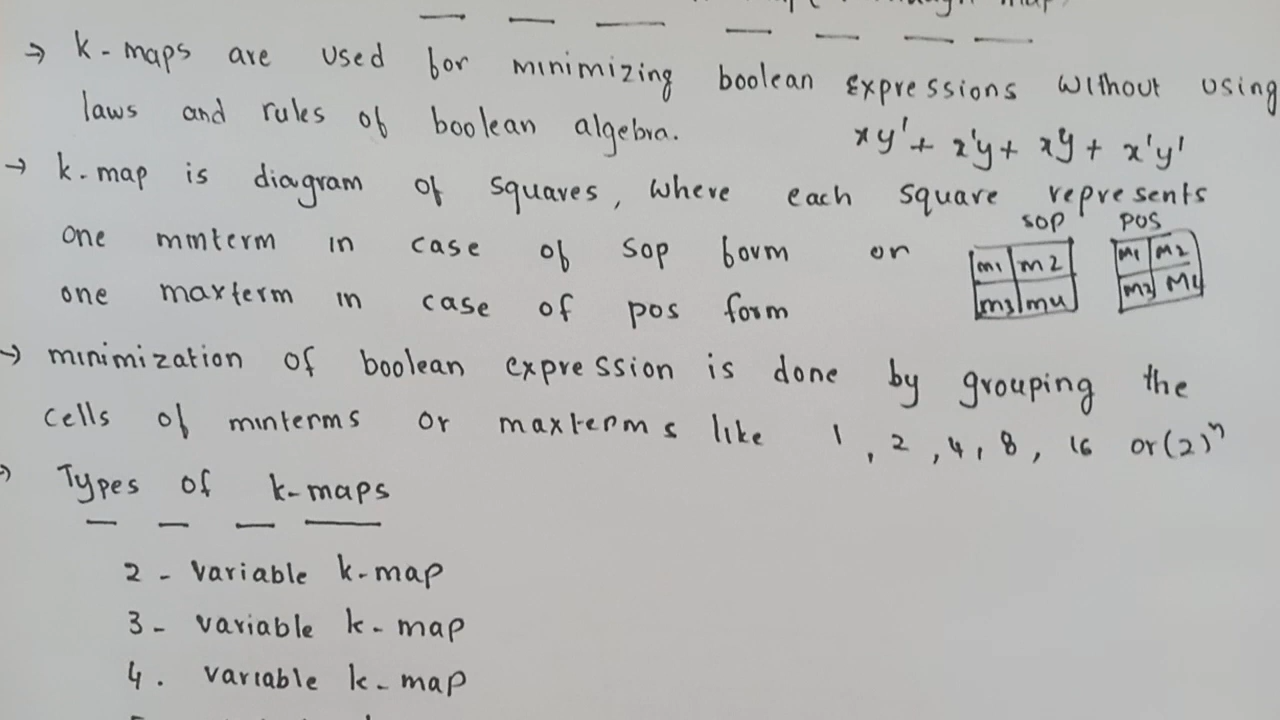 map
→ k-maps are used for minimizing boolean expressions without using
laws and rules of boolean algebra.
xy'+ x'y+ xy + x'y'
→ k-map is diagram of squares, where each square represents
one minterm in case of sop form or
one maxterm in case of pos form
SOP POS
m1 m2 M1 M2
m3 m4 M3 M4
→ minimization of boolean expression is done by grouping the
cells of minterms or maxterms like 1, 2, 4, 8, 16 or (2)ⁿ
→ Types of k-maps
2 - variable k-map
3 - variable k-map
4. variable k-map